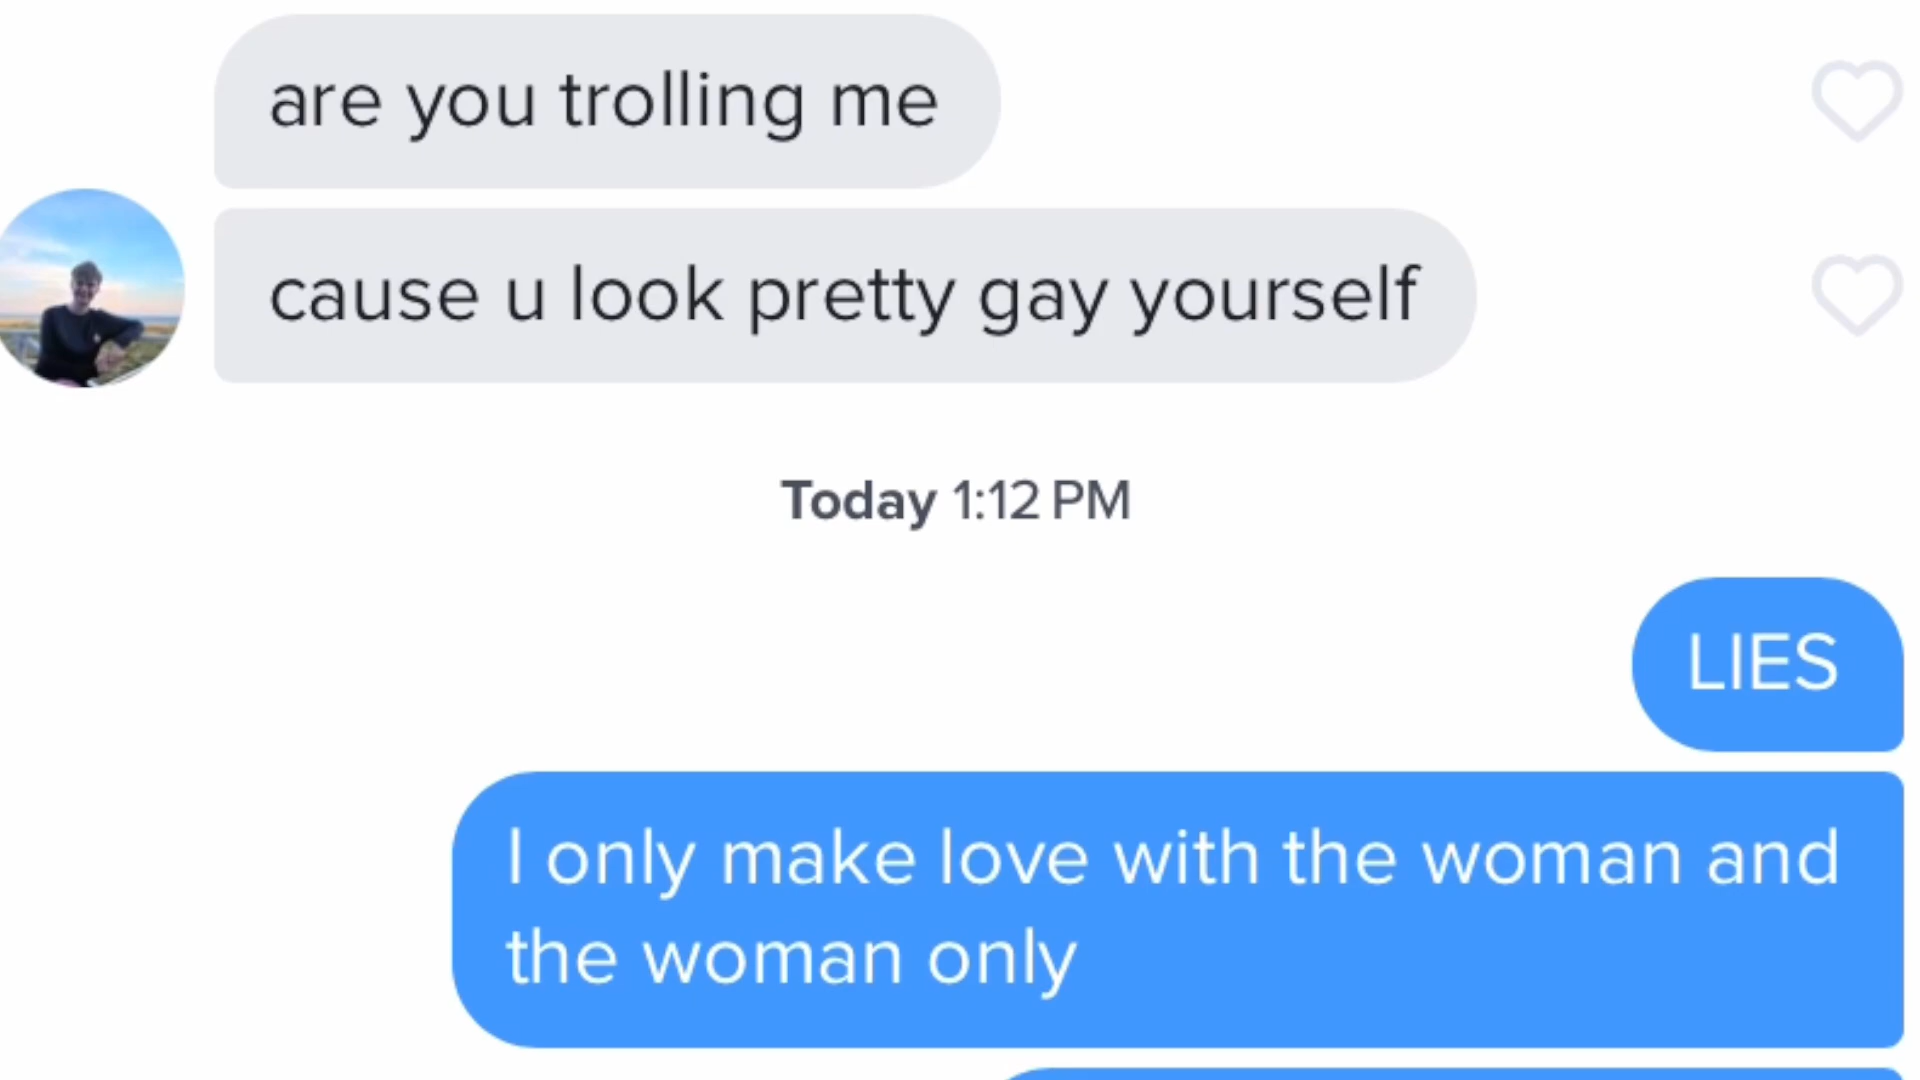 are you trolling me
cause u look pretty gay yourself
Today 1:12 PM
LIES
I only make love with the woman and
the woman only